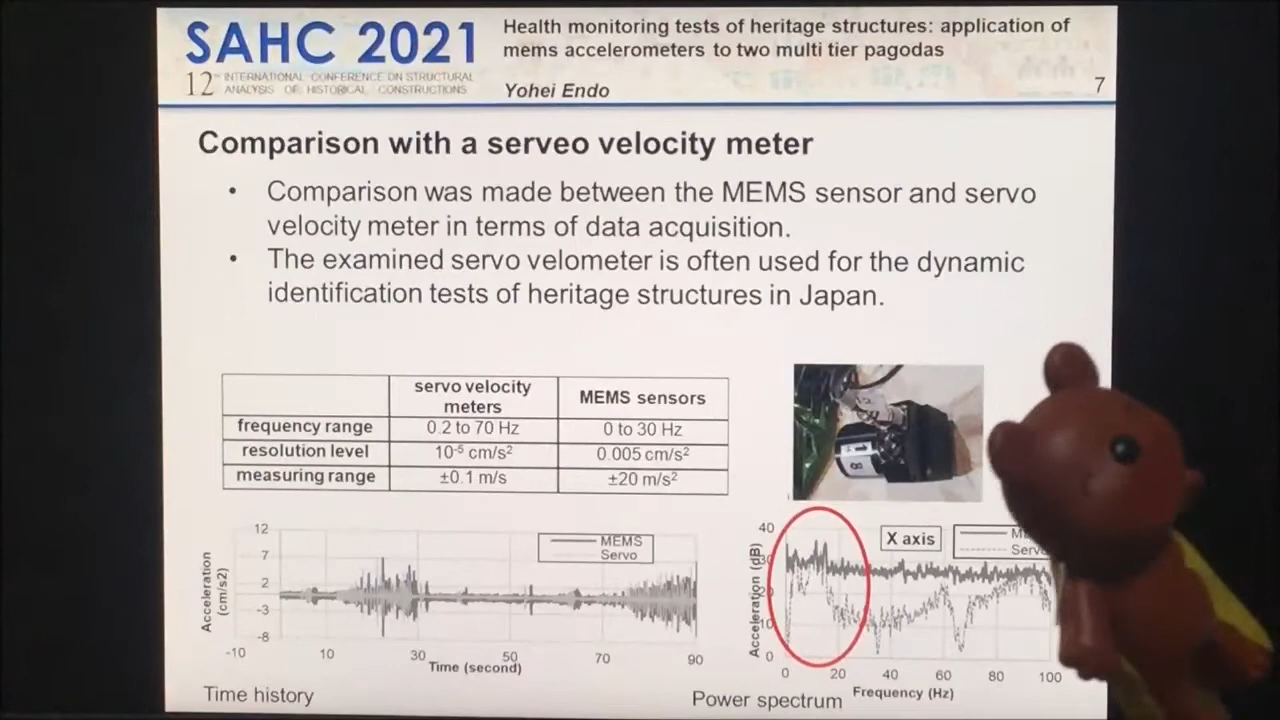 SAHC 2021
12TH INTERNATIONAL CONFERENCE ON STRUCTURAL
ANALYSIS OF HISTORICAL CONSTRUCTIONS
Health monitoring tests of heritage structures: application of
mems accelerometers to two multi tier pagodas
Yohei Endo
7
Comparison with a serveo velocity meter
• Comparison was made between the MEMS sensor and servo
velocity meter in terms of data acquisition.
• The examined servo velometer is often used for the dynamic
identification tests of heritage structures in Japan.
servo velocity
meters
MEMS sensors
frequency range 0.2 to 70 Hz 0 to 30 Hz
resolution level 10⁻⁵ cm/s² 0.005 cm/s²
measuring range ±0.1 m/s ±20 m/s²
1
8
Acceleration
(cm/s2)
12
7
2
-3
-8
MEMS
Servo
-10 10 30 50 70 90
Time (second)
Time history
Acceleration (dB)
40
30
20
10
0
X axis
M
Serv
0 20 40 60 80 100
Frequency (Hz)
Power spectrum